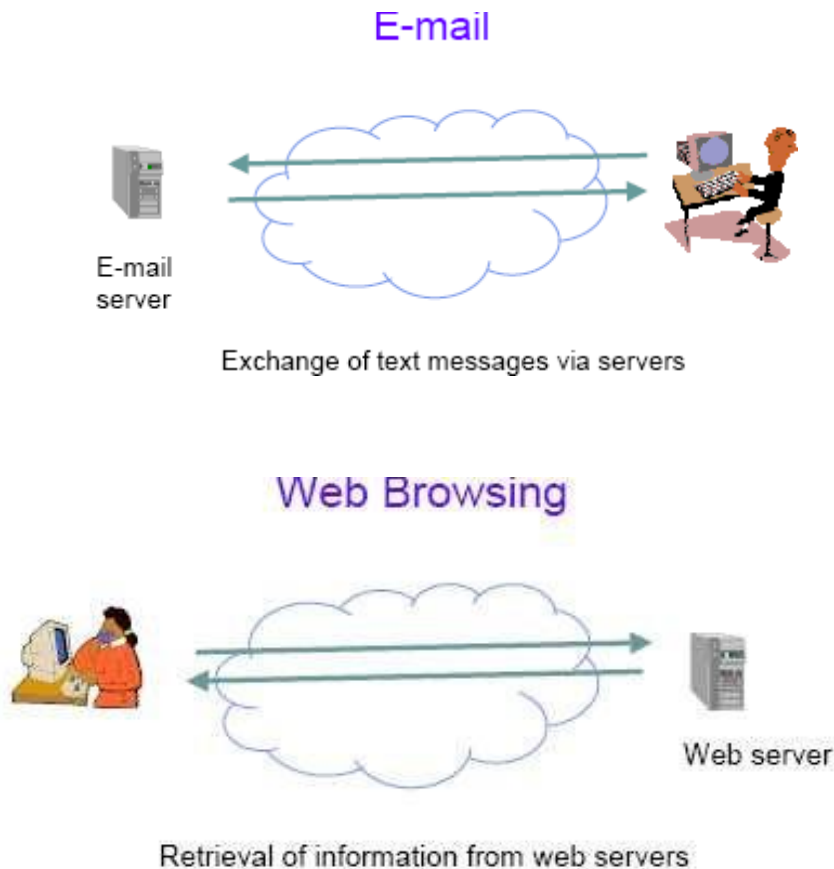 E-mail
E-mail
server
Exchange of text messages via servers
Web Browsing
Web server
Retrieval of information from web servers